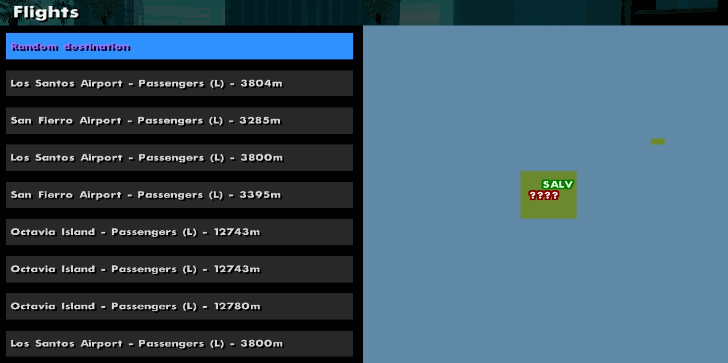 Flights
Random destination
Los Santos Airport - Passengers (L) - 3804m
San Fierro Airport - Passengers (L) - 3285m
Los Santos Airport - Passengers (L) - 3800m
San Fierro Airport - Passengers (L) - 3395m
Octavia Island - Passengers (L) - 12743m
Octavia Island - Passengers (L) - 12743m
Octavia Island - Passengers (L) - 12780m
Los Santos Airport - Passengers (L) - 3800m
SALV
????